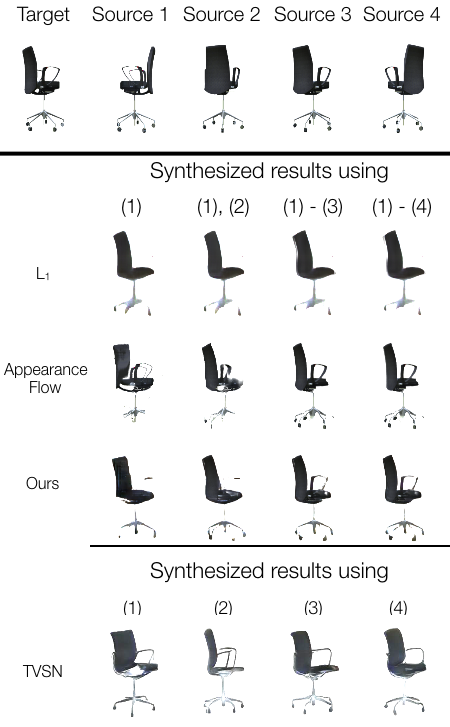 Target Source 1 Source 2 Source 3 Source 4
Synthesized results using
(1) (1), (2) (1) - (3) (1) - (4)
L₁
Appearance
Flow
Ours
Synthesized results using
(1) (2) (3) (4)
TVSN